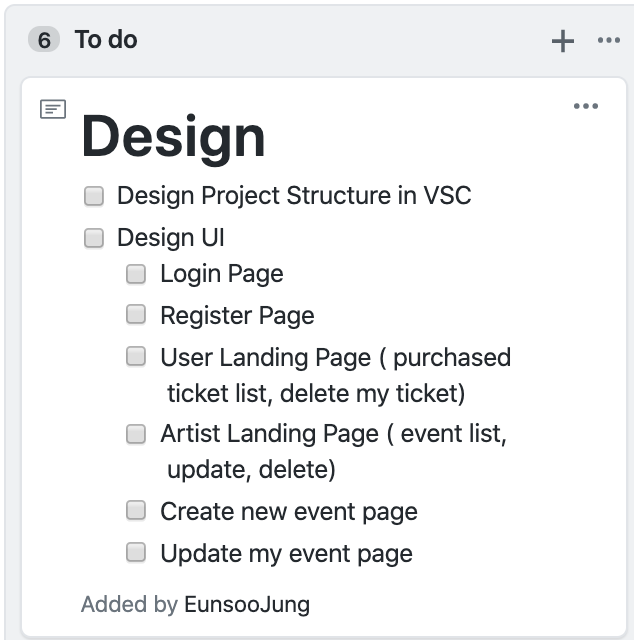 6 To do
Design
Design Project Structure in VSC
Design UI
Login Page
Register Page
User Landing Page ( purchased
ticket list, delete my ticket)
Artist Landing Page ( event list,
update, delete)
Create new event page
Update my event page
Added by EunsooJung